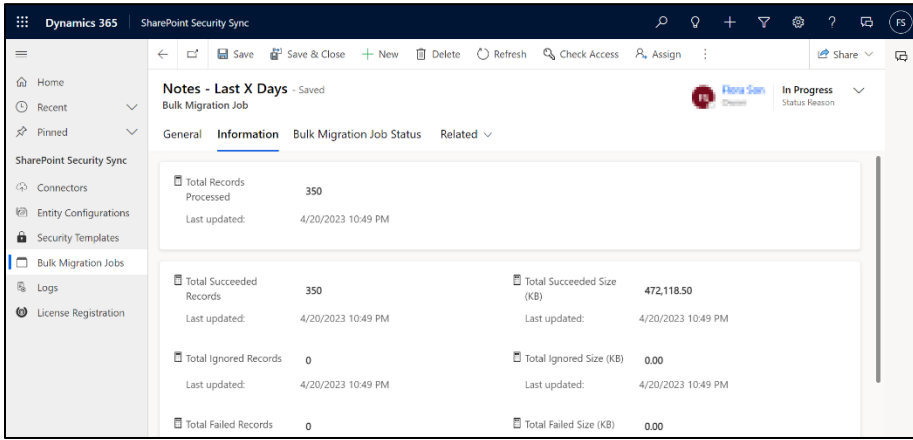 Dynamics 365 SharePoint Security Sync FS
Save Save & Close New Delete Refresh Check Access Assign Share
Home
Recent
Pinned
SharePoint Security Sync
Connectors
Entity Configurations
Security Templates
Bulk Migration Jobs
Logs
License Registration
Notes - Last X Days - Saved
Bulk Migration Job
In Progress
Status Reason
General Information Bulk Migration Job Status Related
Total Records
Processed
350
Last updated: 4/20/2023 10:49 PM
Total Succeeded
Records
350
Last updated: 4/20/2023 10:49 PM
Total Succeeded Size
(KB)
472,118.50
Last updated: 4/20/2023 10:49 PM
Total Ignored Records 0
Last updated: 4/20/2023 10:49 PM
Total Ignored Size (KB) 0.00
Last updated: 4/20/2023 10:49 PM
Total Failed Records 0
Total Failed Size (KB) 0.00